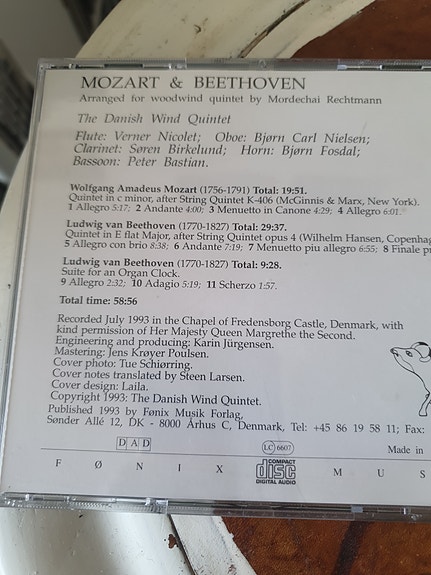 MOZART & BEETHOVEN
Arranged for woodwind quintet by Mordechai Rechtmann
The Danish Wind Quintet
Flute: Verner Nicolet; Oboe: Bjørn Carl Nielsen;
Clarinet: Søren Birkelund; Horn: Bjørn Fosdal;
Bassoon: Peter Bastian.
Wolfgang Amadeus Mozart (1756-1791) Total: 19:51.
Quintet in c minor, after String Quintet K-406 (McGinnis & Marx, New York).
1 Allegro 5:17; 2 Andante 4:00; 3 Menuetto in Canone 4:29; 4 Allegro 6:01.
Ludwig van Beethoven (1770-1827) Total: 29:37.
Quintet in E flat Major, after String Quintet opus 4 (Wilhelm Hansen, Copenhag
5 Allegro con brio 8:38; 6 Andante 7:19; 7 Menuetto piu allegro 6:55; 8 Finale pr
Ludwig van Beethoven (1770-1827) Total: 9:28.
Suite for an Organ Clock.
9 Allegro 2:32; 10 Adagio 5:19; 11 Scherzo 1:57.
Total time: 58:56
Recorded July 1993 in the Chapel of Fredensborg Castle, Denmark, with
kind permission of Her Majesty Queen Margrethe the Second.
Engineering and producing: Karin Jürgensen.
Mastering: Jens Krøyer Poulsen.
Cover photo: Tue Schiørring.
Cover notes translated by Steen Larsen.
Cover design: Laila.
Copyright 1993: The Danish Wind Quintet.
Published 1993 by Fønix Musik Forlag,
Sønder Allé 12, DK - 8000 Århus C, Denmark, Tel: +45 86 19 58 11; Fax:
DAD LC 6607 Made in
FØNIX COMPACT disc DIGITAL AUDIO MUS